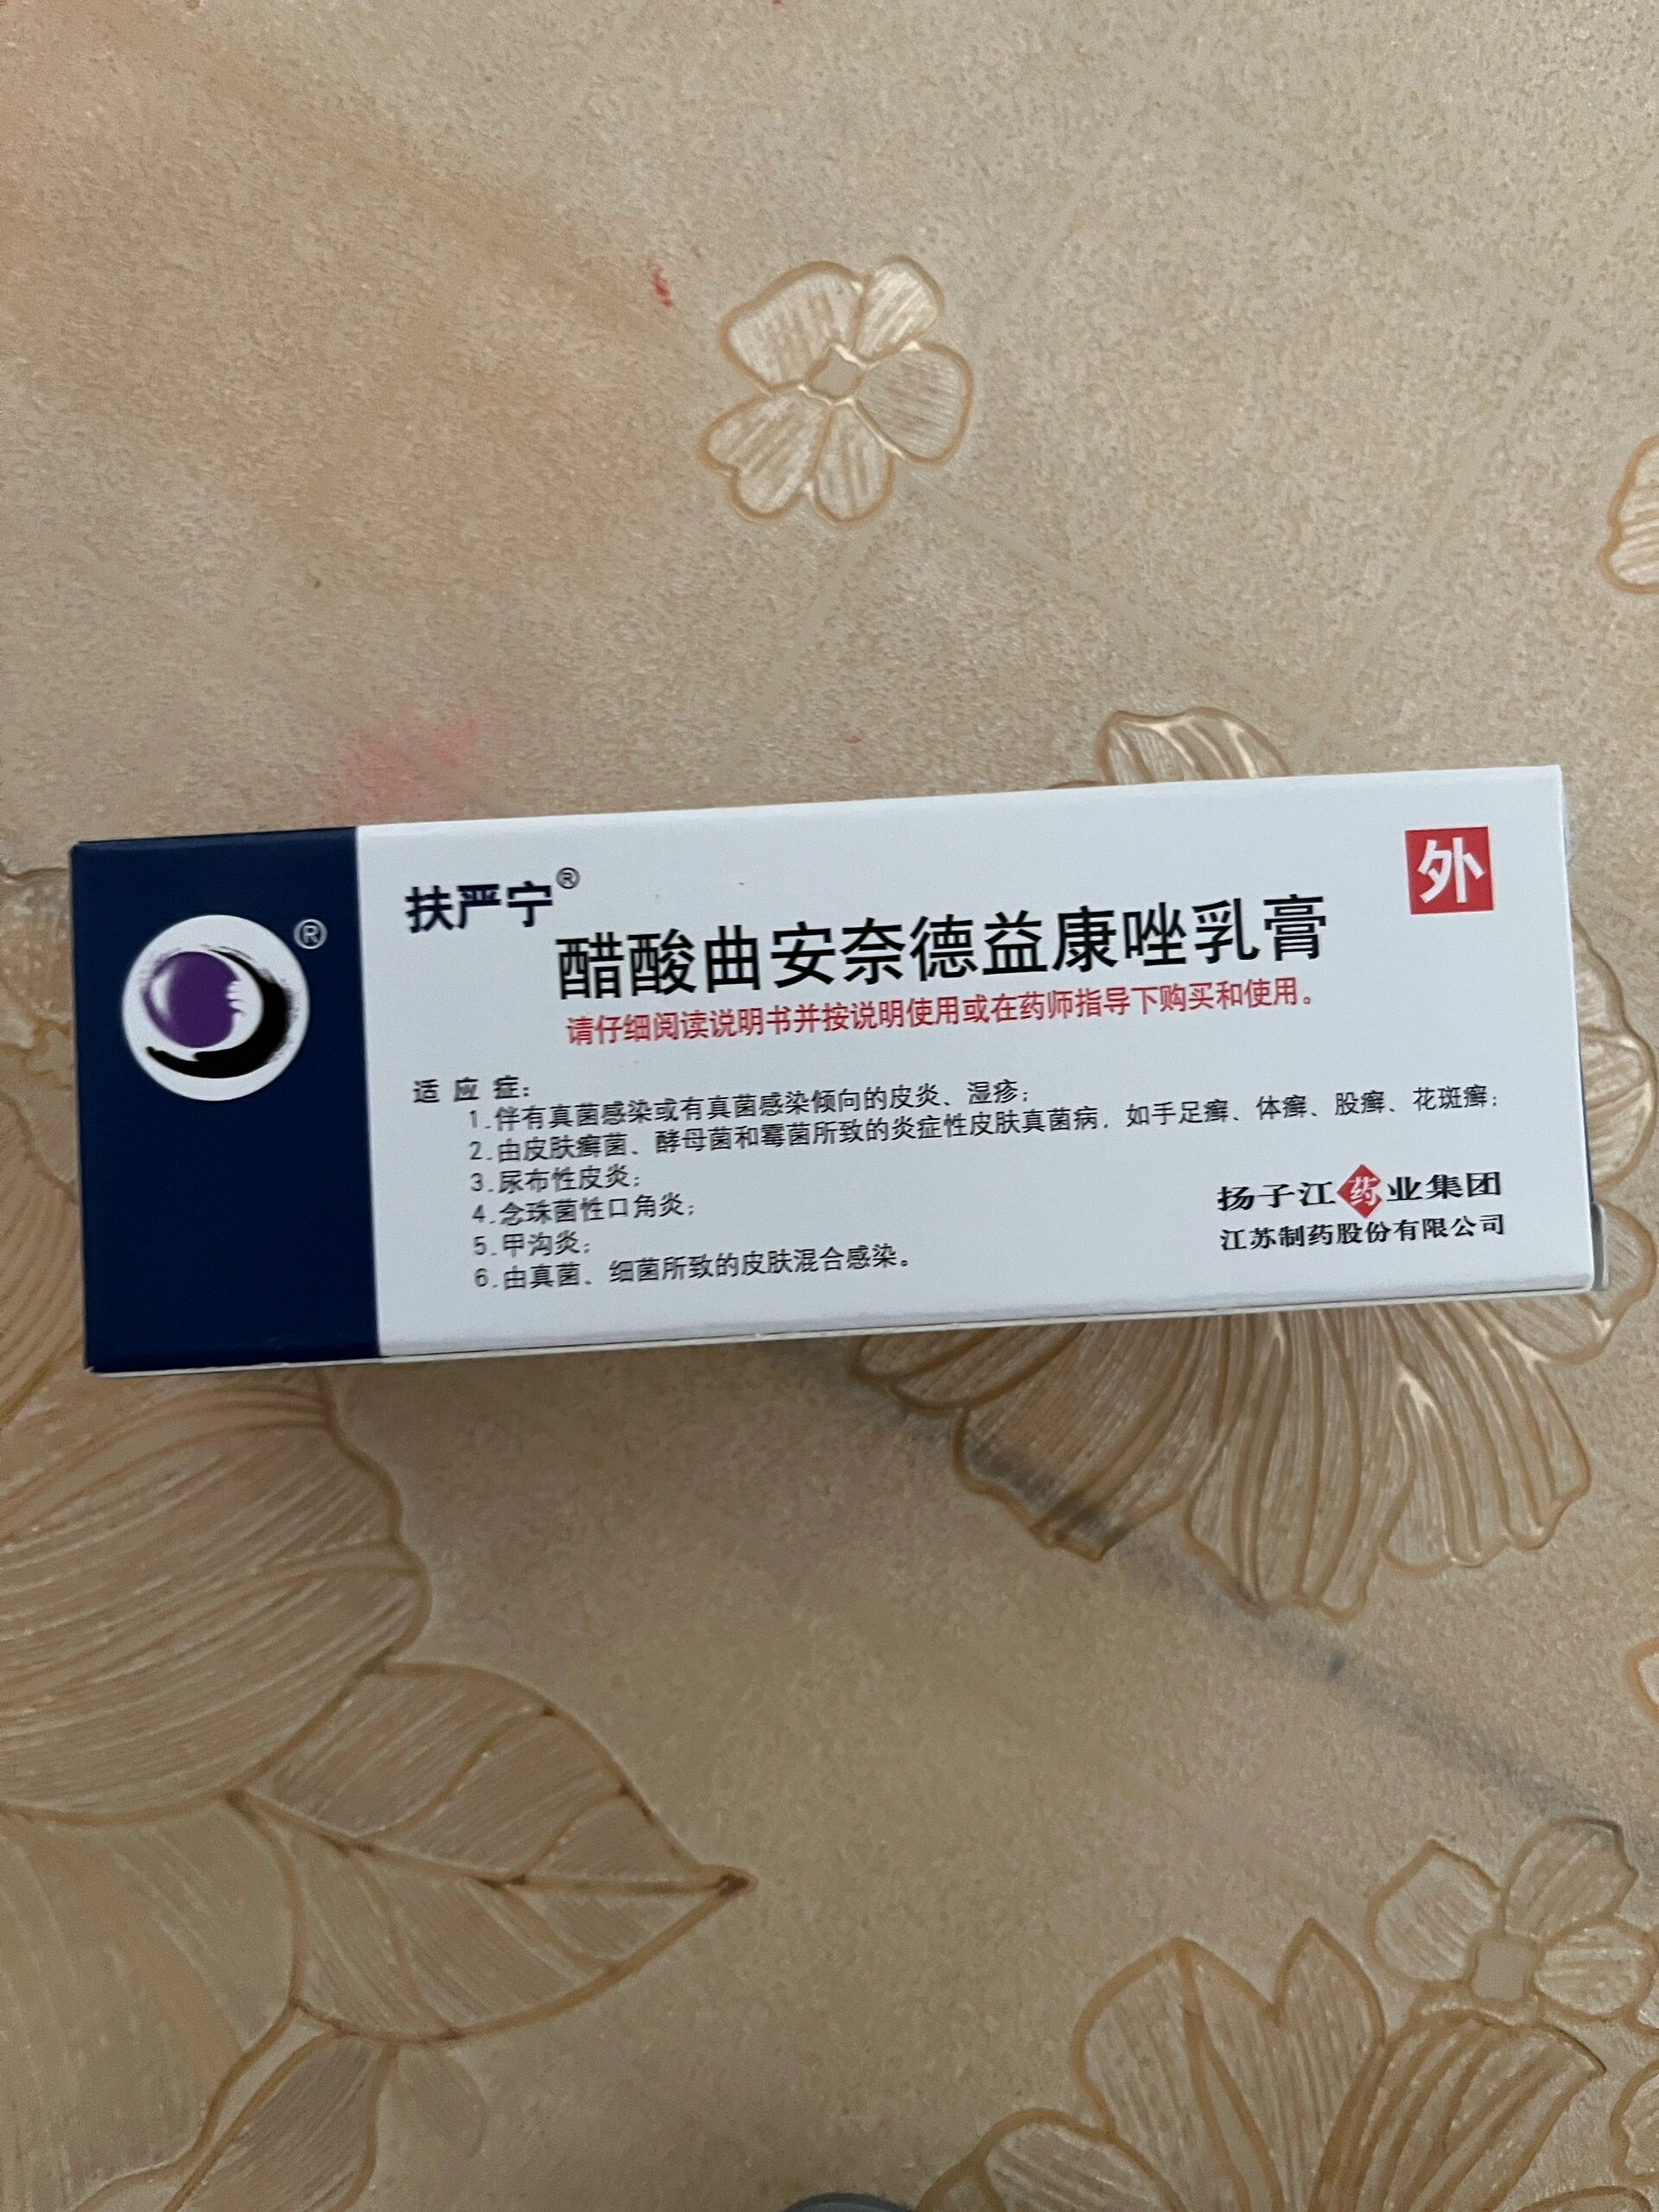 外
扶严宁®
®
醋酸曲安奈德益康唑乳膏
请仔细阅读说明书并按说明使用或在药师指导下购买和使用。
适应症：
1.伴有真菌感染或有真菌感染倾向的皮炎、湿疹；
2.由皮肤癣菌、酵母菌和霉菌所致的炎症性皮肤真菌病，如手足癣、体癣、股癣、花斑癣；
3.尿布性皮炎；
4.念珠菌性口角炎；
5.甲沟炎；
6.由真菌、细菌所致的皮肤混合感染。
扬子江药业集团
江苏制药股份有限公司